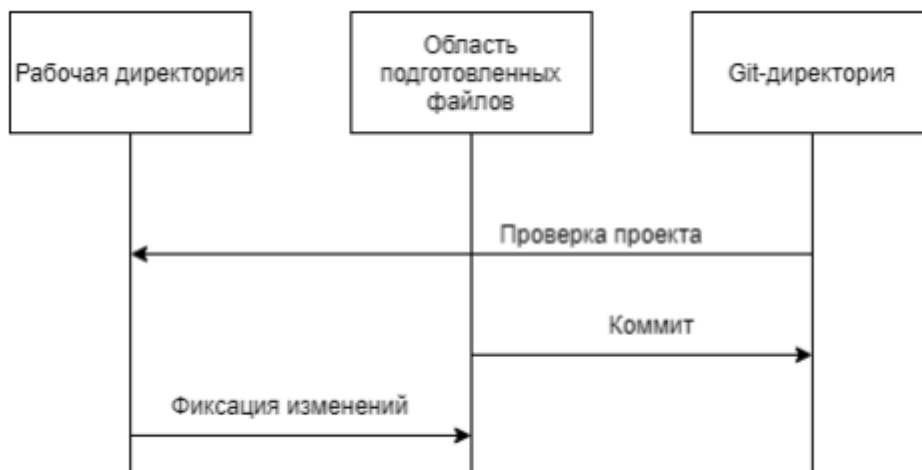 Рабочая директория
Область
подготовленных
файлов
Git-директория
Проверка проекта
Коммит
Фиксация изменений